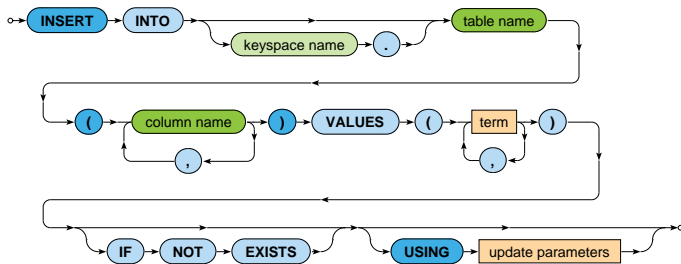 INSERT INTO table name
keyspace name .
( column name ) VALUES ( term )
, ,
IF NOT EXISTS USING update parameters